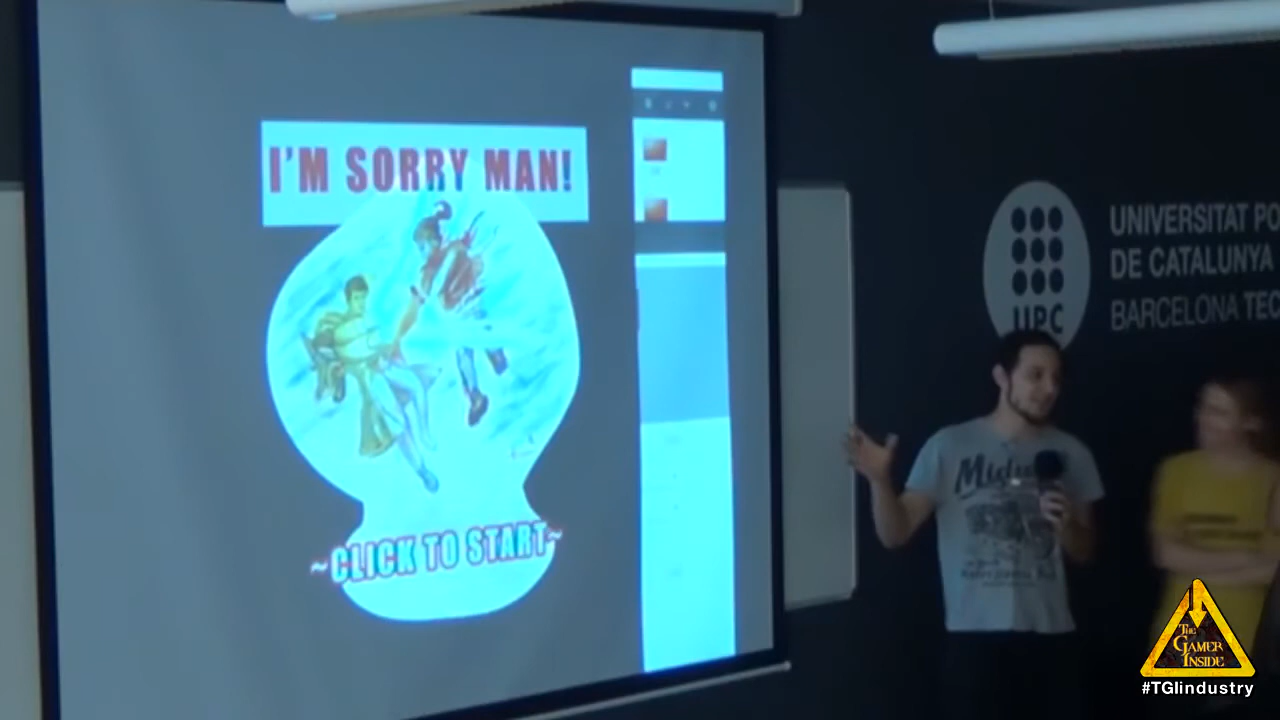 I'M SORRY MAN!
~CLICK TO START~
UNIVERSITAT PO
DE CATALUNYA
BARCELONA TEC
UPC
THE
GAMER
INSIDE
#TGIindustry